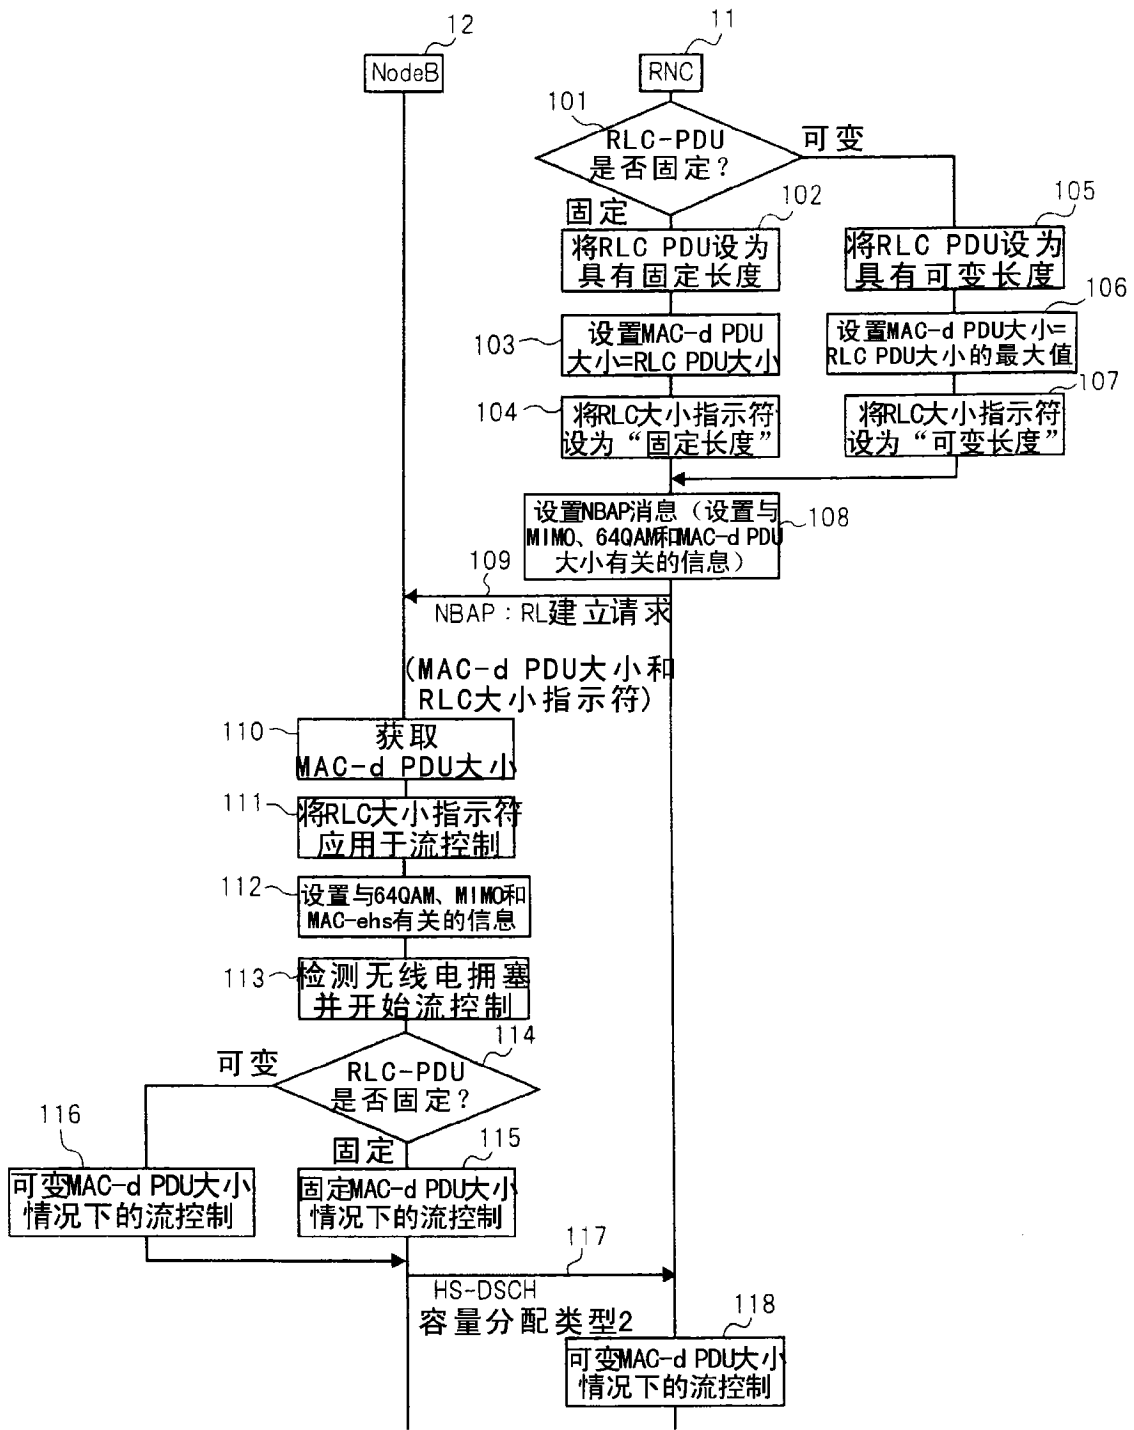 12
11
NodeB
RNC
101
RLC-PDU
是否固定?
可变
固定
102
105
将RLC PDU设为
具有固定长度
将RLC PDU设为
具有可变长度
106
103
设置MAC-d PDU
大小=RLC PDU大小
设置MAC-d PDU大小=
RLC PDU大小的最大值
107
104
将RLC大小指示符
设为“固定长度”
将RLC大小指示符
设为“可变长度”
设置NBAP消息（设置与
MIMO、64QAM和MAC-d PDU
大小有关的信息）
108
109
NBAP：RL建立请求
(MAC-d PDU大小和
RLC大小指示符)
110
获取
MAC-d PDU大小
111
将RLC大小指示符
应用于流控制
112
设置与64QAM、MIMO和
MAC-ehs有关的信息
113
检测无线电拥塞
并开始流控制
114
可变
RLC-PDU
是否固定?
固定
116
115
可变MAC-d PDU大小
情况下的流控制
固定MAC-d PDU大小
情况下的流控制
117
HS-DSCH
容量分配类型2
118
可变MAC-d PDU大小
情况下的流控制